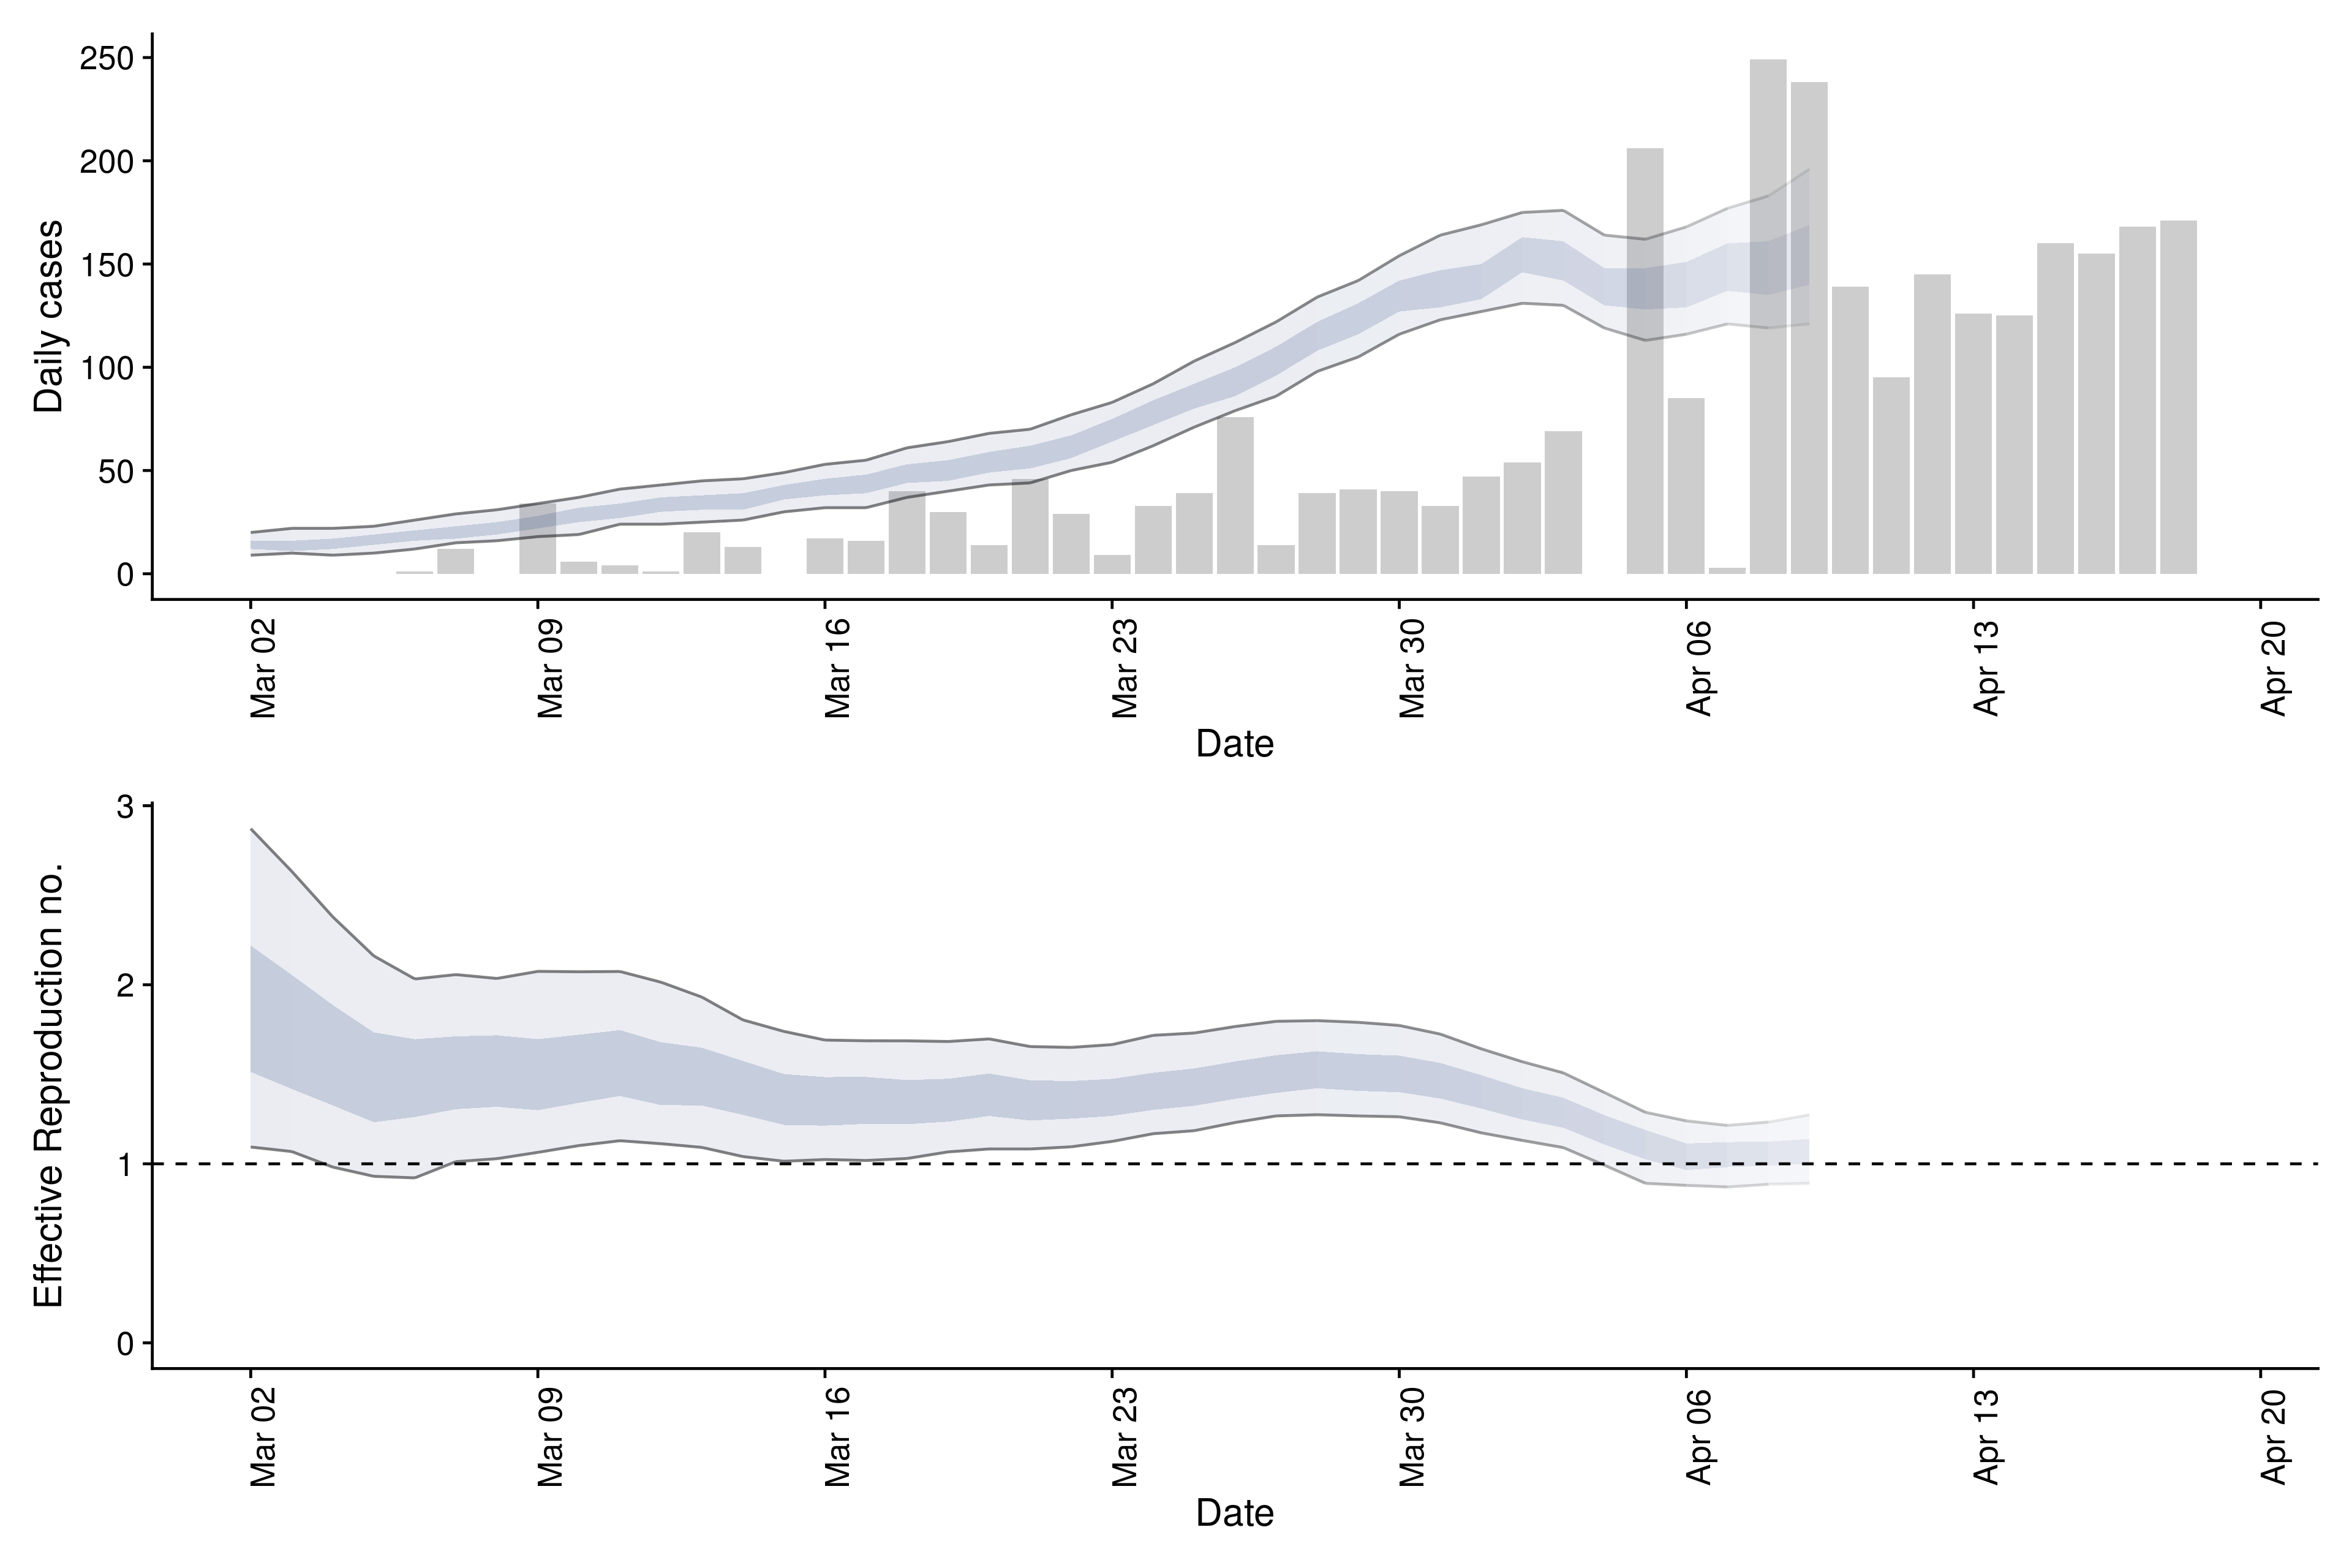 Daily cases
250
200
150
100
50
0
Mar 02
Mar 09
Mar 16
Mar 23
Mar 30
Apr 06
Apr 13
Apr 20
Date
Effective Reproduction no.
3
2
1
0
Mar 02
Mar 09
Mar 16
Mar 23
Mar 30
Apr 06
Apr 13
Apr 20
Date